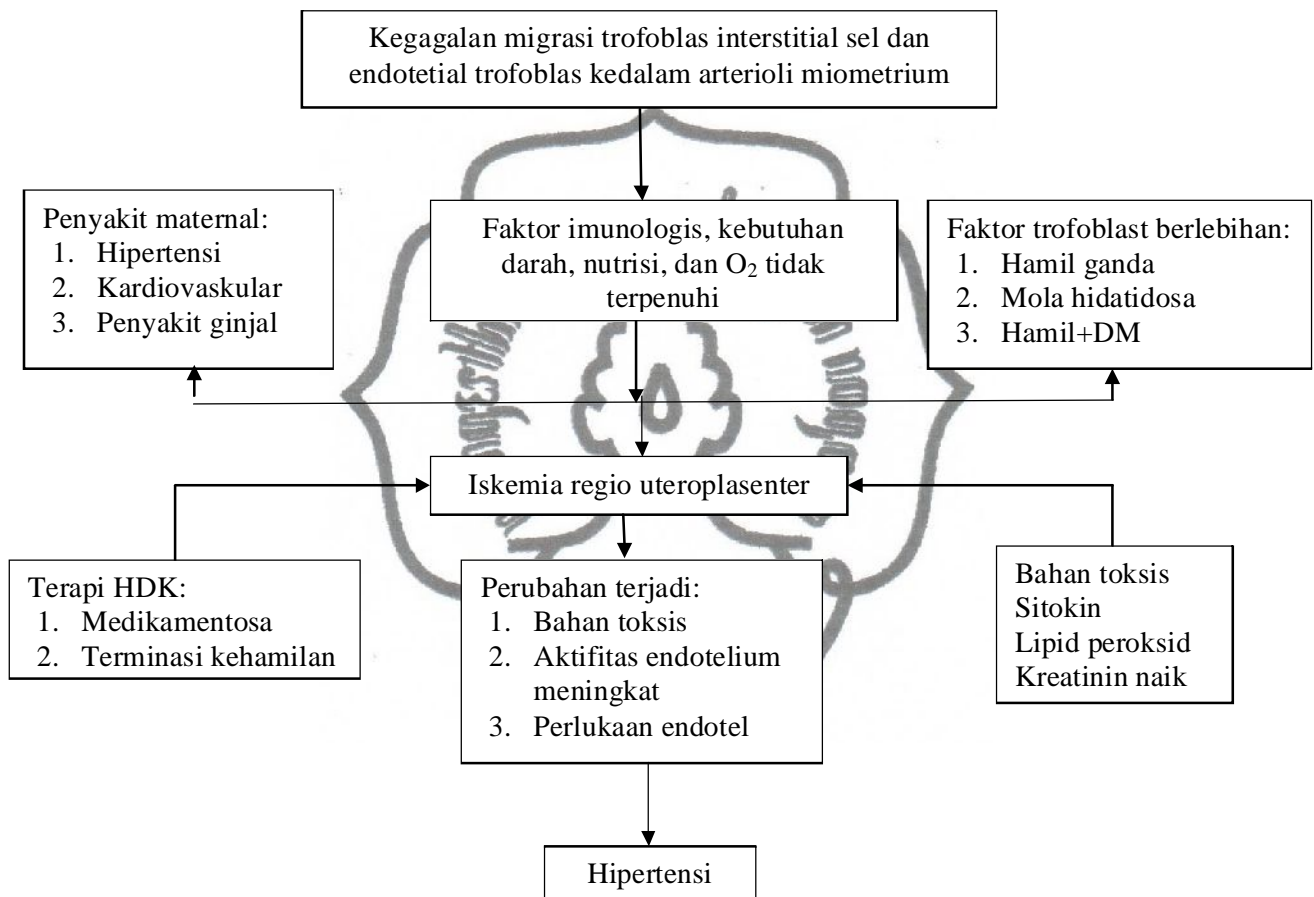 Kegagalan migrasi trofoblas interstitial sel dan
endotetial trofoblas kedalam arterioli miometrium
Penyakit maternal:
1. Hipertensi
2. Kardiovaskular
3. Penyakit ginjal
Faktor imunologis, kebutuhan
darah, nutrisi, dan O₂ tidak
terpenuhi
Faktor trofoblast berlebihan:
1. Hamil ganda
2. Mola hidatidosa
3. Hamil+DM
Iskemia regio uteroplasenter
Terapi HDK:
1. Medikamentosa
2. Terminasi kehamilan
Perubahan terjadi:
1. Bahan toksis
2. Aktifitas endotelium
meningkat
3. Perlukaan endotel
Bahan toksis
Sitokin
Lipid peroksid
Kreatinin naik
Hipertensi